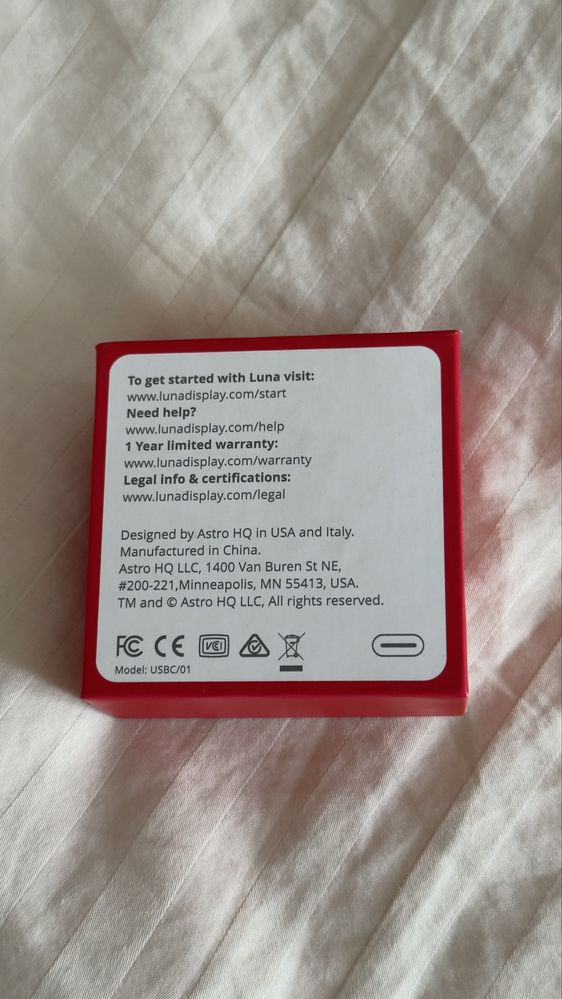 To get started with Luna visit:
www.lunadisplay.com/start
Need help?
www.lunadisplay.com/help
1 Year limited warranty:
www.lunadisplay.com/warranty
Legal info & certifications:
www.lunadisplay.com/legal
Designed by Astro HQ in USA and Italy.
Manufactured in China.
Astro HQ LLC, 1400 Van Buren St NE,
#200-221,Minneapolis, MN 55413, USA.
TM and © Astro HQ LLC, All rights reserved.
FC CE VCI
Model: USBC/01